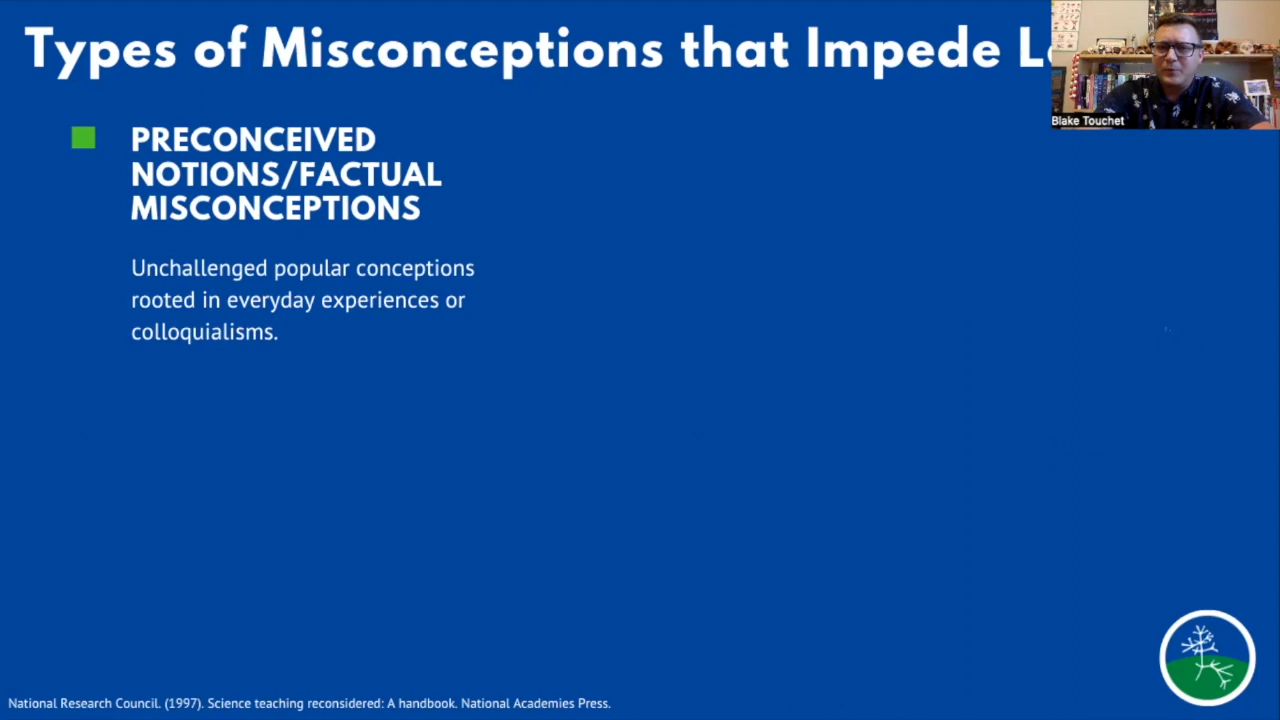 Types of Misconceptions that Impede
Blake Touchet
PRECONCEIVED
NOTIONS/FACTUAL
MISCONCEPTIONS
Unchallenged popular conceptions
rooted in everyday experiences or
colloquialisms.
National Research Council. (1997). Science teaching reconsidered: A handbook. National Academies Press.